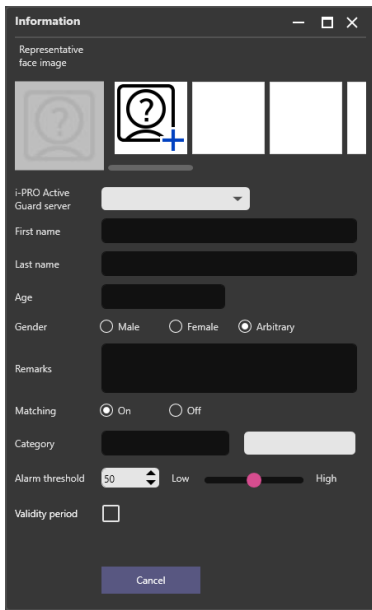 Information
Representative
face image
i-PRO Active
Guard server
First name
Last name
Age
Gender Male Female Arbitrary
Remarks
Matching On Off
Category
Alarm threshold 50 Low High
Validity period
Cancel